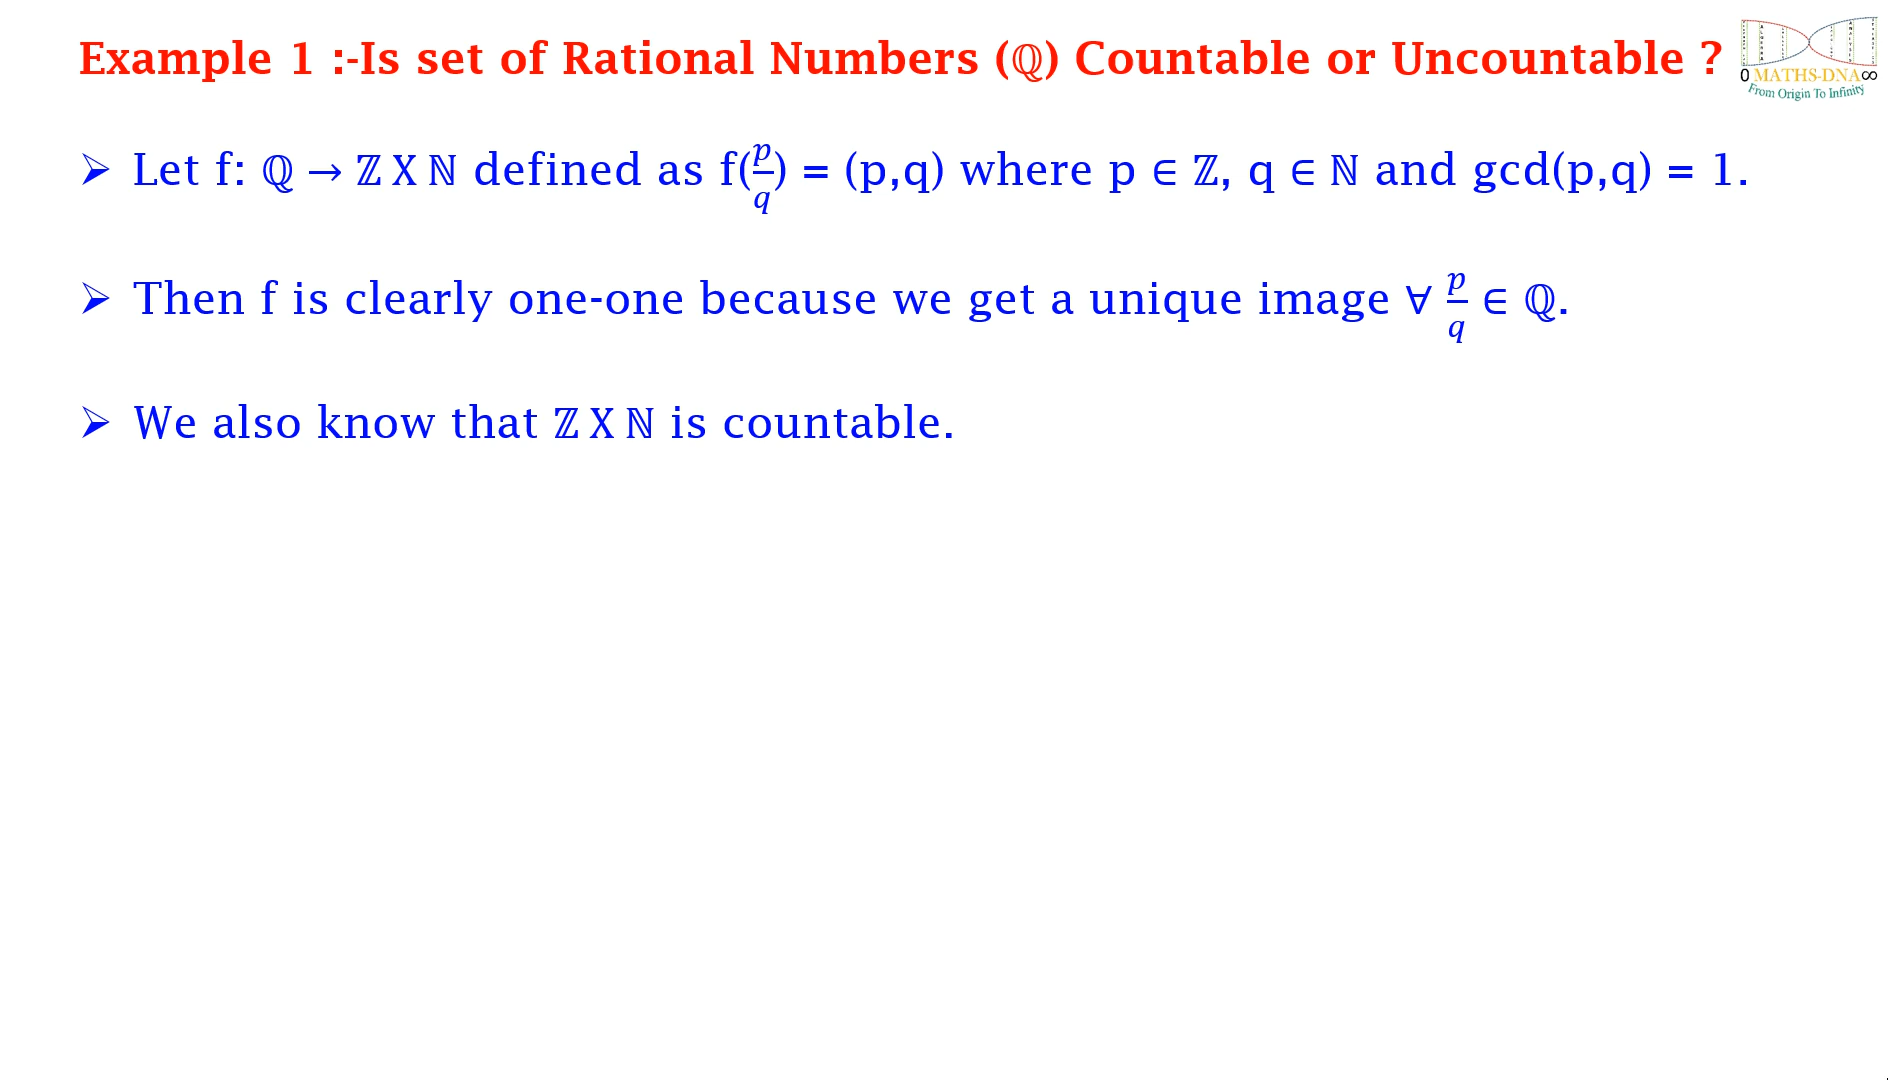 Example 1 :-Is set of Rational Numbers (ℚ) Countable or Uncountable ?
0 MATHS-DNA∞
From Origin To Infinity
➢ Let f: ℚ → ℤ X ℕ defined as f(p/q) = (p,q) where p ∈ ℤ, q ∈ ℕ and gcd(p,q) = 1.
➢ Then f is clearly one-one because we get a unique image ∀ p/q ∈ ℚ.
➢ We also know that ℤ X ℕ is countable.